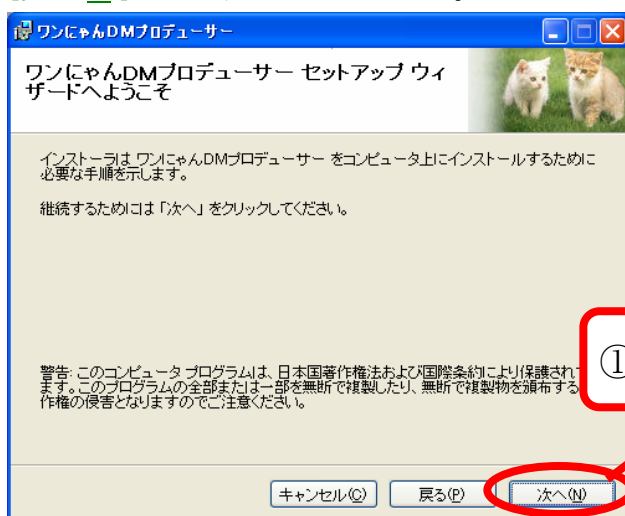 ワンにゃんDMプロデューサー
ワンにゃんDMプロデューサー セットアップ ウィ
ザードへようこそ
インストーラは ワンにゃんDMプロデューサー をコンピュータ上にインストールするために
必要な手順を示します。
継続するためには「次へ」をクリックしてください。
①
警告: このコンピュータ プログラムは、日本国著作権法および国際条約により保護されて
ます。このプログラムの全部または一部を無断で複製したり、無断で複製物を頒布する
作権の侵害となりますのでご注意ください。
キャンセル(C) 戻る(P) 次へ(N)